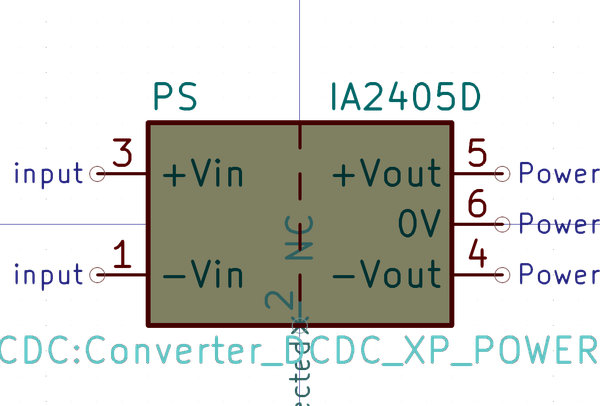 PS IA2405D
3 5
input +Vin +Vout Power
6
0V Power
NC
1 4
input -Vin -Vout Power
2
CDC:Converter_DCDC_XP_POWER
ected